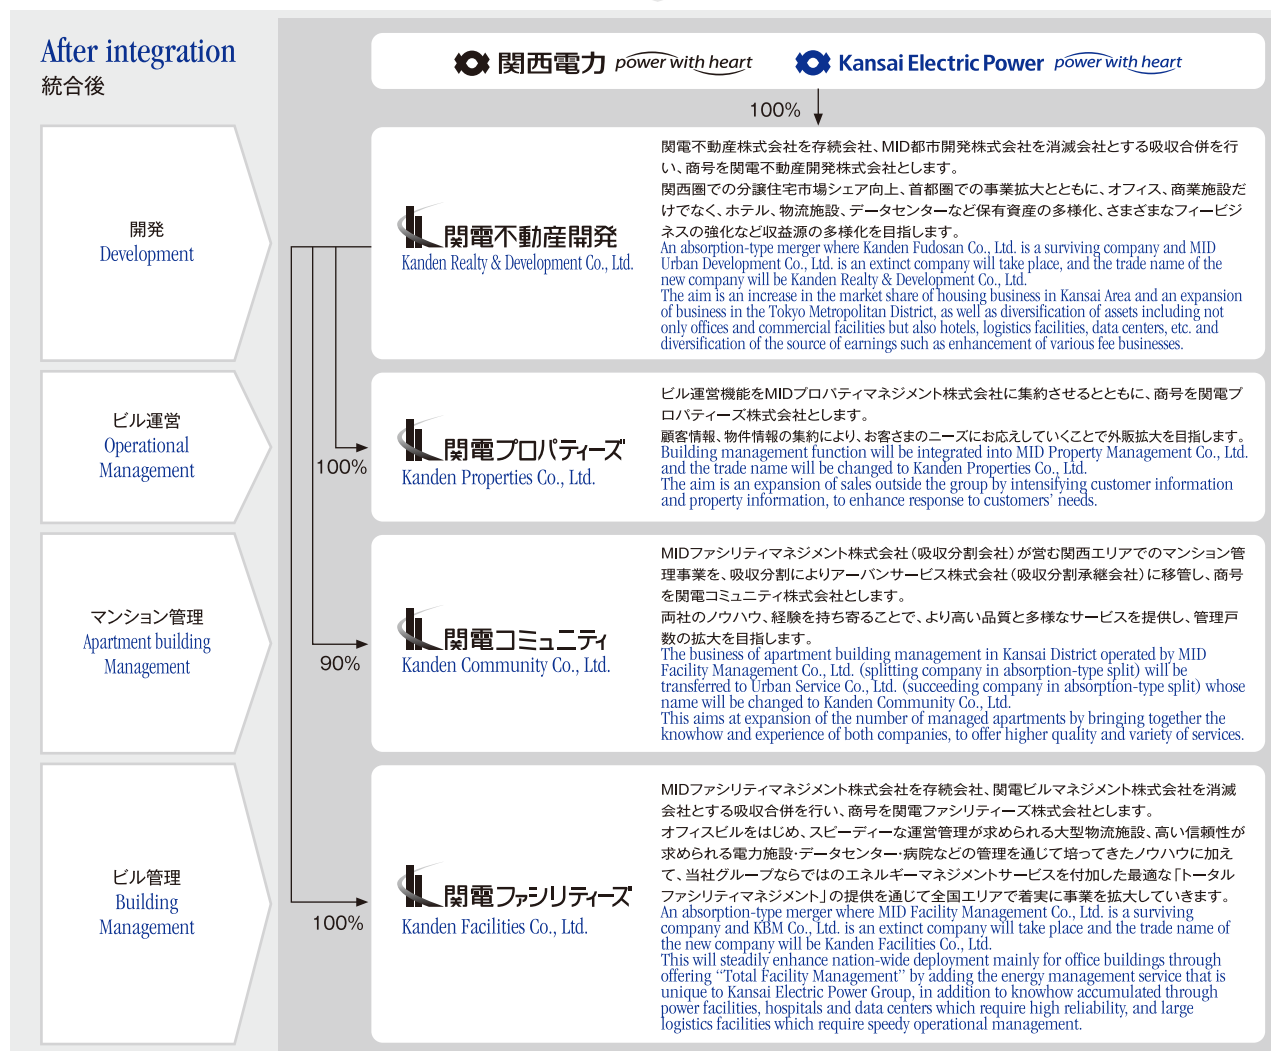 After integration
統合後
関西電力 power with heart
Kansai Electric Power power with heart
100%
開発
Development
関電不動産開発
Kanden Realty & Development Co., Ltd.
関電不動産株式会社を存続会社、MID都市開発株式会社を消滅会社とする吸収合併を行
い、商号を関電不動産開発株式会社とします。
関西圏での分譲住宅市場シェア向上、首都圏での事業拡大とともに、オフィス、商業施設だ
けでなく、ホテル、物流施設、データセンターなど保有資産の多様化、さまざまなフィービジ
ネスの強化など収益源の多様化を目指します。
An absorption-type merger where Kanden Fudosan Co., Ltd. is a surviving company and MID
Urban Development Co., Ltd. is an extinct company will take place, and the trade name of the
new company will be Kanden Realty & Development Co., Ltd.
The aim is an increase in the market share of housing business in Kansai Area and an expansion
of business in the Tokyo Metropolitan District, as well as diversification of assets including not
only offices and commercial facilities but also hotels, logistics facilities, data centers, etc. and
diversification of the source of earnings such as enhancement of various fee businesses.
ビル運営
Operational
Management
100%
関電プロパティーズ
Kanden Properties Co., Ltd.
ビル運営機能をMIDプロパティマネジメント株式会社に集約させるとともに、商号を関電プ
ロパティーズ株式会社とします。
顧客情報、物件情報の集約により、お客さまのニーズにお応えしていくことで外販拡大を目指します。
Building management function will be integrated into MID Property Management Co., Ltd.
and the trade name will be changed to Kanden Properties Co., Ltd.
The aim is an expansion of sales outside the group by intensifying customer information
and property information, to enhance response to customers' needs.
マンション管理
Apartment building
Management
90%
関電コミュニティ
Kanden Community Co., Ltd.
MIDファシリティマネジメント株式会社（吸収分割会社）が営む関西エリアでのマンション管
理事業を、吸収分割によりアーバンサービス株式会社（吸収分割承継会社）に移管し、商号
を関電コミュニティ株式会社とします。
両社のノウハウ、経験を持ち寄ることで、より高い品質と多様なサービスを提供し、管理戸
数の拡大を目指します。
The business of apartment building management in Kansai District operated by MID
Facility Management Co., Ltd. (splitting company in absorption-type split) will be
transferred to Urban Service Co., Ltd. (succeeding company in absorption-type split) whose
name will be changed to Kanden Community Co., Ltd.
This aims at expansion of the number of managed apartments by bringing together the
knowhow and experience of both companies, to offer higher quality and variety of services.
ビル管理
Building
Management
100%
関電ファシリティーズ
Kanden Facilities Co., Ltd.
MIDファシリティマネジメント株式会社を存続会社、関電ビルマネジメント株式会社を消滅
会社とする吸収合併を行い、商号を関電ファシリティーズ株式会社とします。
オフィスビルをはじめ、スピーディーな運営管理が求められる大型物流施設、高い信頼性が
求められる電力施設・データセンター・病院などの管理を通じて培ってきたノウハウに加え
て、当社グループならではのエネルギーマネジメントサービスを付加した最適な「トータル
ファシリティマネジメント」の提供を通じて全国エリアで着実に事業を拡大していきます。
An absorption-type merger where MID Facility Management Co., Ltd. is a surviving
company and KBM Co., Ltd. is an extinct company will take place and the trade name of
the new company will be Kanden Facilities Co., Ltd.
This will steadily enhance nation-wide deployment mainly for office buildings through
offering “Total Facility Management” by adding the energy management service that is
unique to Kansai Electric Power Group, in addition to knowhow accumulated through
power facilities, hospitals and data centers which require high reliability, and large
logistics facilities which require speedy operational management.